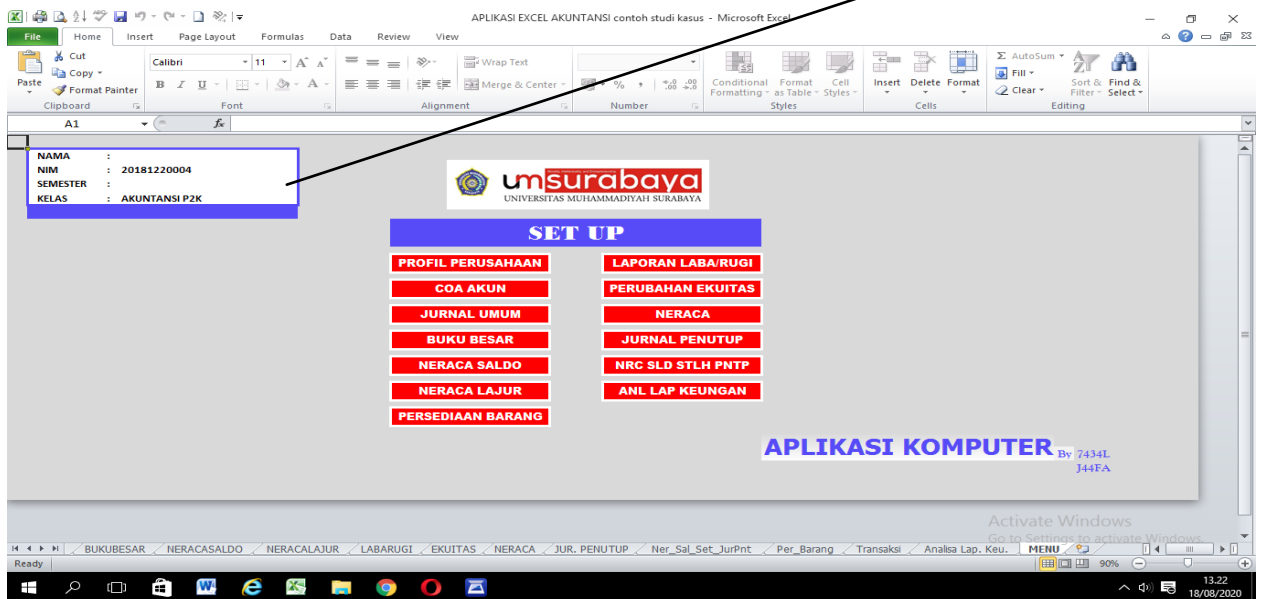 APLIKASI EXCEL AKUNTANSI contoh studi kasus - Microsoft Excel
File Home Insert Page Layout Formulas Data Review View
Paste
Cut
Copy
Format Painter
Clipboard
Calibri 11
B I U
Font
Wrap Text
Merge & Center
Alignment
% ,
Number
Conditional Formatting
Format as Table
Cell Styles
Styles
Insert Delete Format
Cells
Σ AutoSum
Fill
Clear
Sort & Filter
Find & Select
Editing
A1 fx
NAMA :
NIM : 20181220004
SEMESTER :
KELAS : AKUNTANSI P2K
umsurabaya
UNIVERSITAS MUHAMMADIYAH SURABAYA
SET UP
PROFIL PERUSAHAAN
COA AKUN
JURNAL UMUM
BUKU BESAR
NERACA SALDO
NERACA LAJUR
PERSEDIAAN BARANG
LAPORAN LABA/RUGI
PERUBAHAN EKUITAS
NERACA
JURNAL PENUTUP
NRC SLD STLH PNTP
ANL LAP KEUNGAN
APLIKASI KOMPUTER By 7434L
J44FA
Activate Windows
Go to Settings to activate Windows.
BUKUBESAR NERACASALDO NERACALAJUR LABARUGI EKUITAS NERACA JUR. PENUTUP Ner_Sal_Set_JurPnt Per_Barang Transaksi Analisa Lap. Keu. MENU
Ready 90%
13.22
18/08/2020